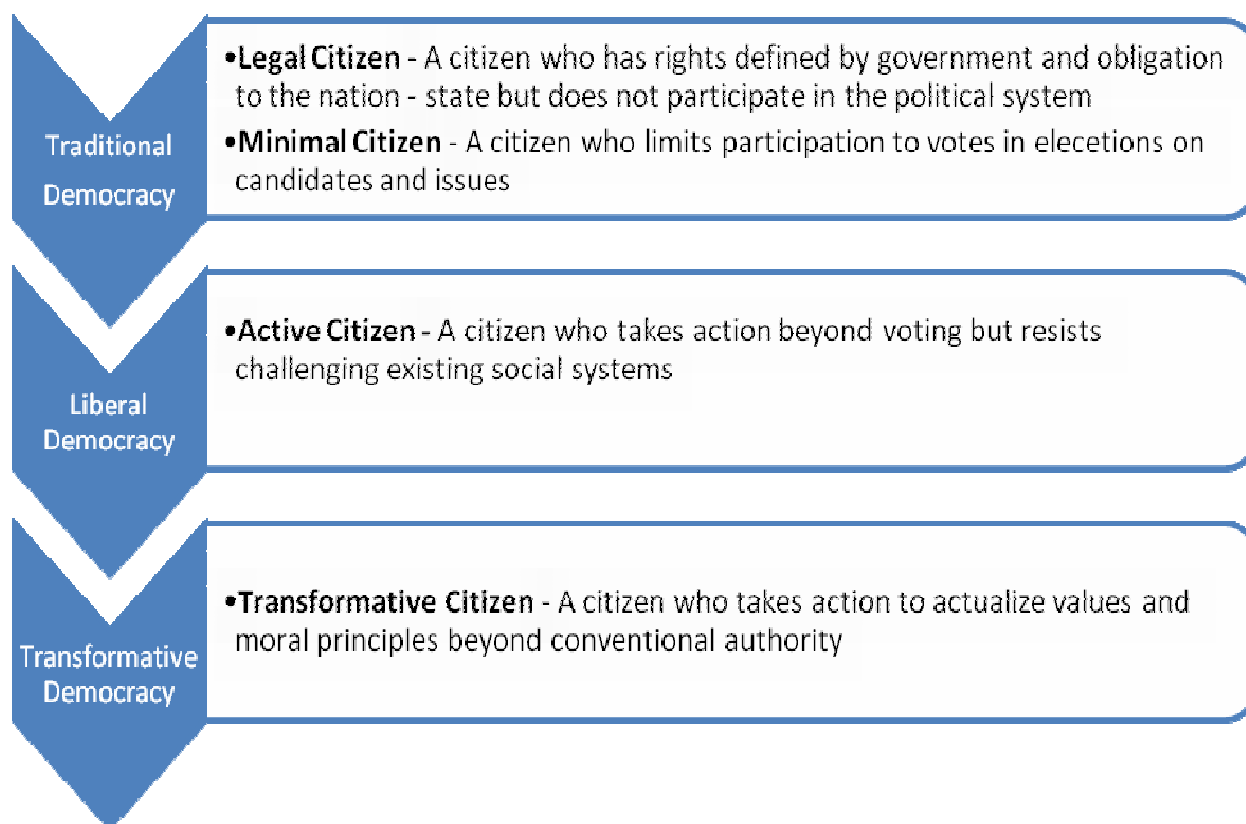 Traditional
Democracy
•Legal Citizen - A citizen who has rights defined by government and obligation
to the nation - state but does not participate in the political system
•Minimal Citizen - A citizen who limits participation to votes in elecetions on
candidates and issues
Liberal
Democracy
•Active Citizen - A citizen who takes action beyond voting but resists
challenging existing social systems
Transformative
Democracy
•Transformative Citizen - A citizen who takes action to actualize values and
moral principles beyond conventional authority